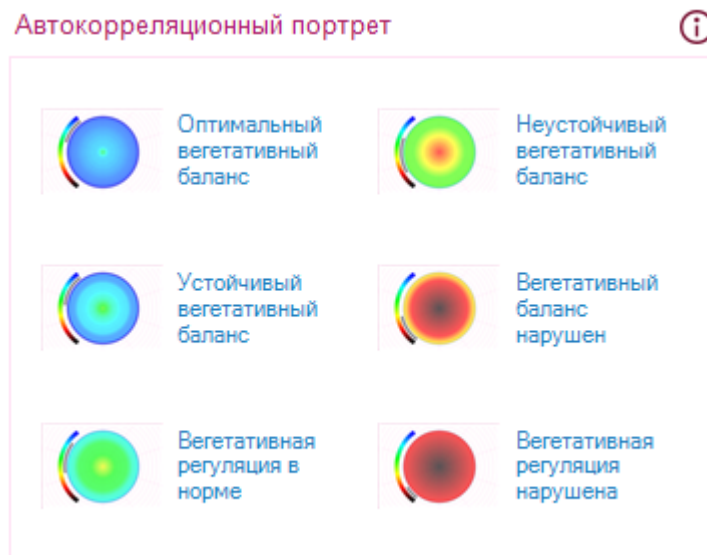 Автокорреляционный портрет
Оптимальный
вегетативный
баланс
Неустойчивый
вегетативный
баланс
Устойчивый
вегетативный
баланс
Вегетативный
баланс
нарушен
Вегетативная
регуляция в
норме
Вегетативная
регуляция
нарушена